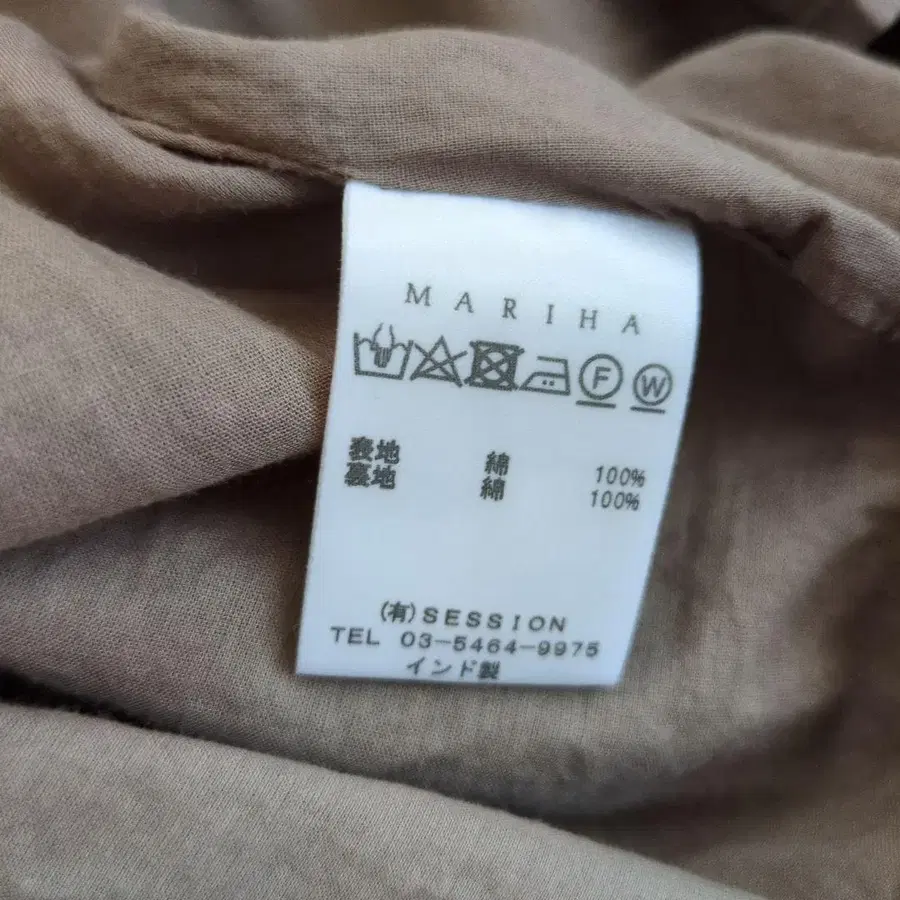 MARIHA
F W
表地 綿 100%
裏地 綿 100%
(有)SESSION
TEL 03-5464-9975
インド製